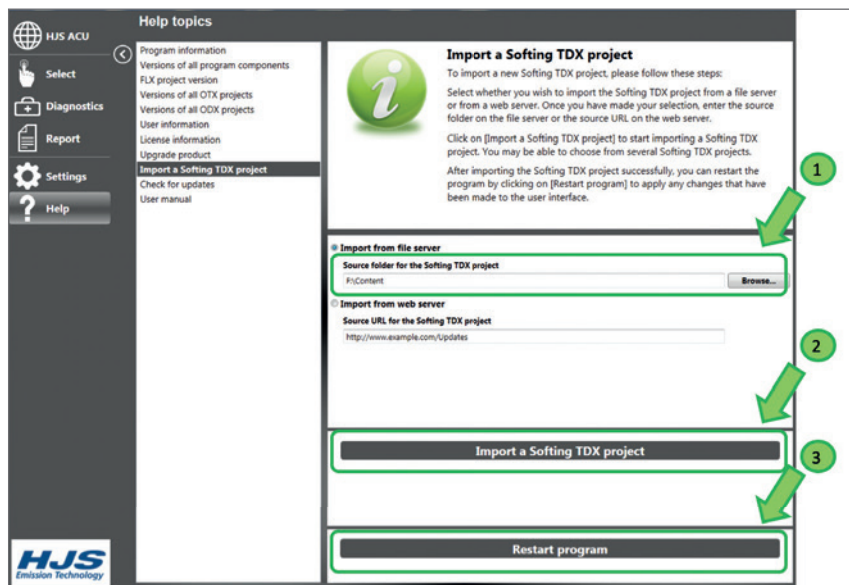 HJS ACU
Select
Diagnostics
Report
Settings
Help
HJS
Emission Technology
Help topics
Program information
Versions of all program components
FLX project version
Versions of all OTX projects
Versions of all ODX projects
User information
License information
Upgrade product
Import a Softing TDX project
Check for updates
User manual
Import a Softing TDX project
To import a new Softing TDX project, please follow these steps:
Select whether you wish to import the Softing TDX project from a file server
or from a web server. Once you have made your selection, enter the source
folder on the file server or the source URL on the web server.
Click on [Import a Softing TDX project] to start importing a Softing TDX
project. You may be able to choose from several Softing TDX projects.
After importing the Softing TDX project successfully, you can restart the
program by clicking on [Restart program] to apply any changes that have
been made to the user interface.
1
Import from file server
Source folder for the Softing TDX project
F:\Content
Browse...
Import from web server
Source URL for the Softing TDX project
http://www.example.com/Updates
2
Import a Softing TDX project
3
Restart program